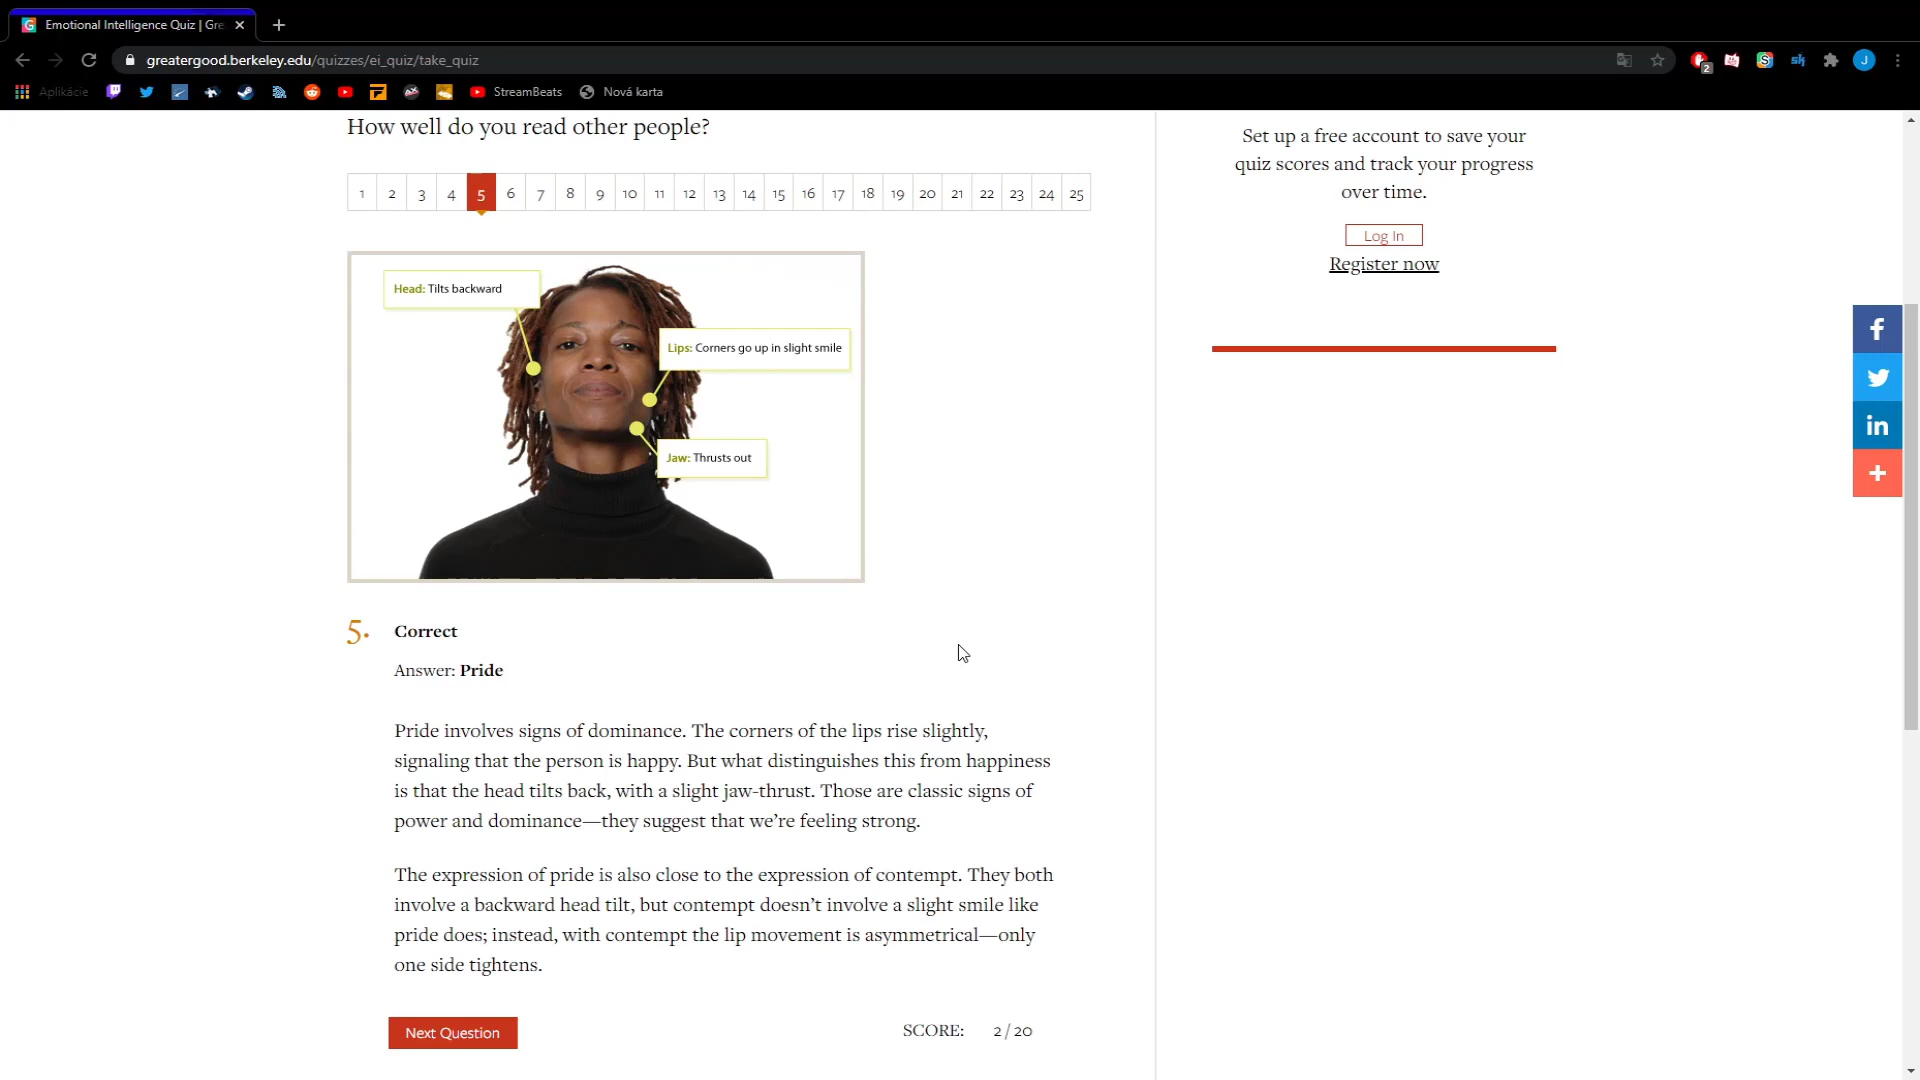 Emotional Intelligence Quiz | Gre
greatergood.berkeley.edu/quizzes/ei_quiz/take_quiz
2
J
Aplikácie
StreamBeats
Nová karta
How well do you read other people?
1 2 3 4 5 6 7 8 9 10 11 12 13 14 15 16 17 18 19 20 21 22 23 24 25
Head: Tilts backward
Lips: Corners go up in slight smile
Jaw: Thrusts out
5. Correct
Answer: Pride
Pride involves signs of dominance. The corners of the lips rise slightly,
signaling that the person is happy. But what distinguishes this from happiness
is that the head tilts back, with a slight jaw-thrust. Those are classic signs of
power and dominance—they suggest that we’re feeling strong.
The expression of pride is also close to the expression of contempt. They both
involve a backward head tilt, but contempt doesn’t involve a slight smile like
pride does; instead, with contempt the lip movement is asymmetrical—only
one side tightens.
Next Question
SCORE: 2 / 20
Set up a free account to save your
quiz scores and track your progress
over time.
Log In
Register now